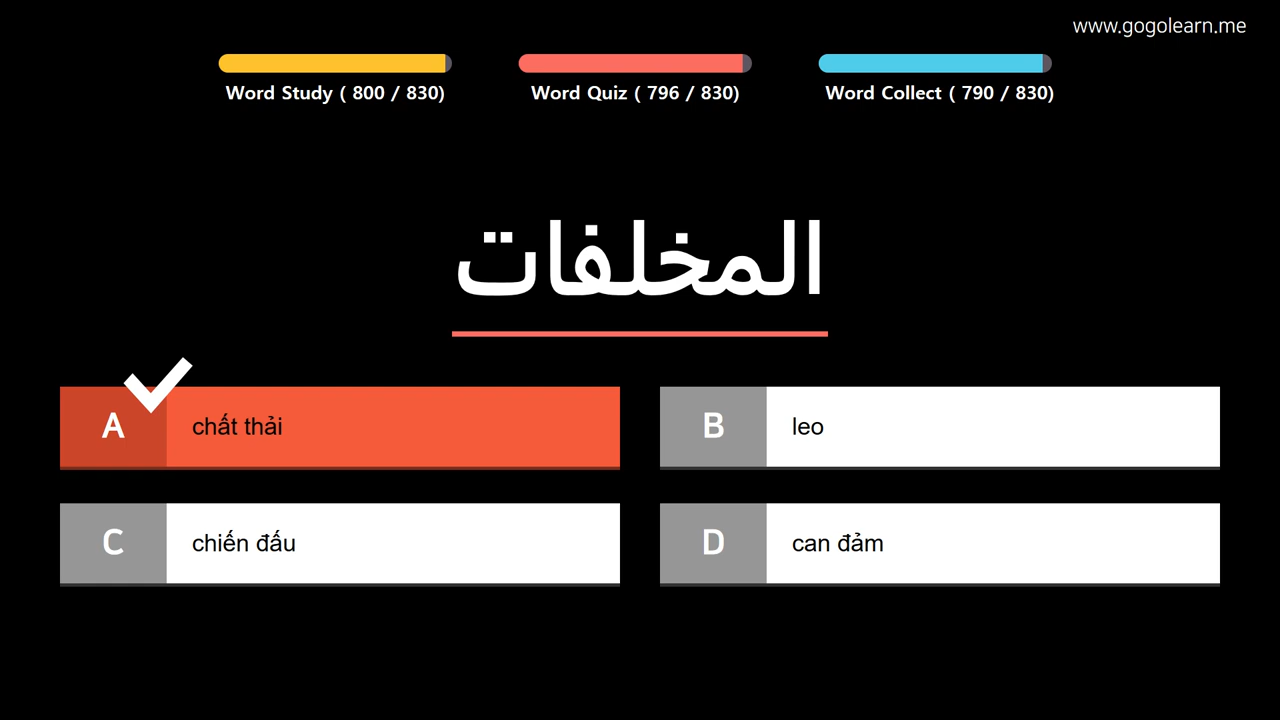 www.gogolearn.me
Word Study ( 800 / 830)
Word Quiz ( 796 / 830)
Word Collect ( 790 / 830)
المخلفات
A chất thải
B leo
C chiến đấu
D can đảm